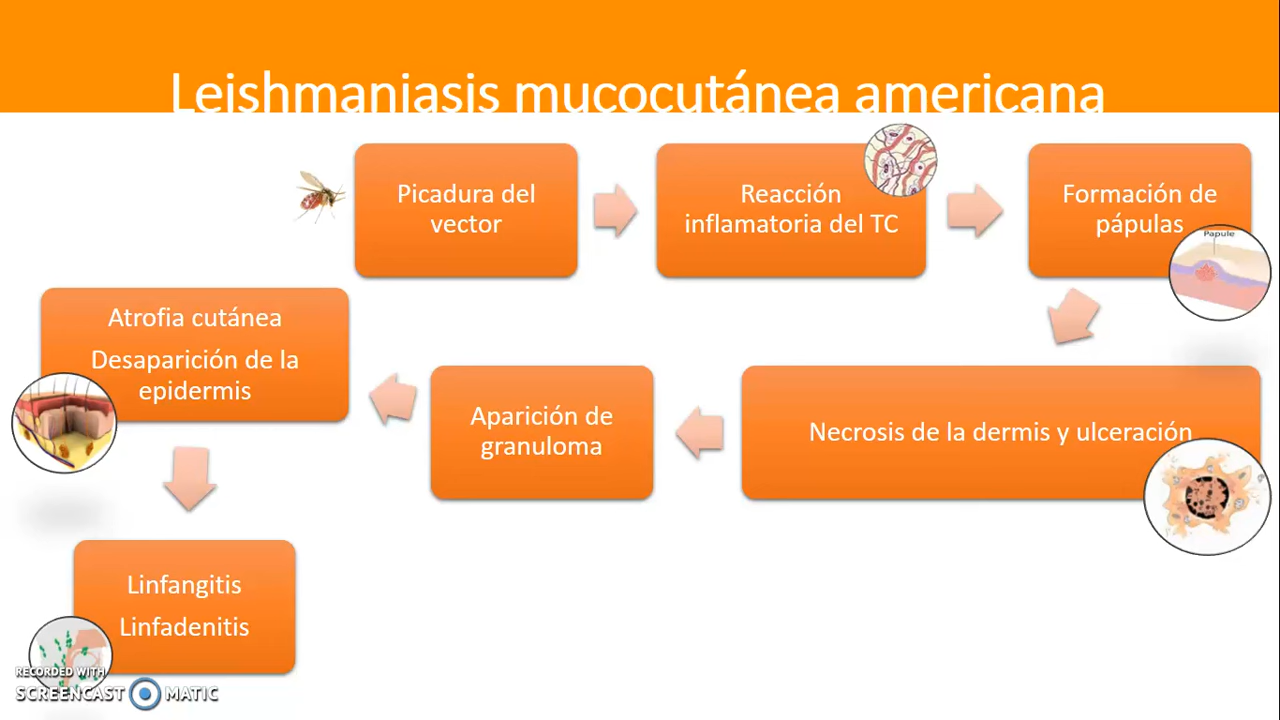 Leishmaniasis mucocutánea americana
Picadura del
vector
Reacción
inflamatoria del TC
Formación de
pápulas
Papule
Necrosis de la dermis y ulceración
Aparición de
granuloma
Atrofia cutánea
Desaparición de la
epidermis
Linfangitis
Linfadenitis
RECORDED WITH
SCREENCAST MATIC